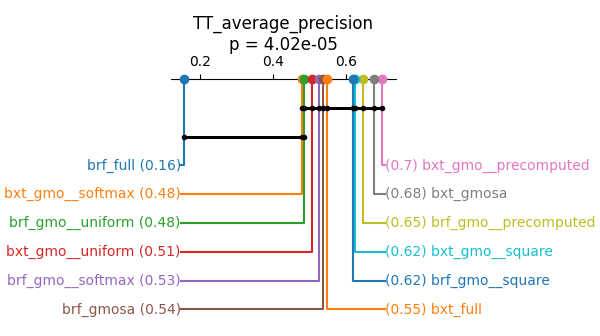 TT_average_precision
p = 4.02e-05
0.2 0.4 0.6
brf_full (0.16) (0.7) bxt_gmo__precomputed
bxt_gmo__softmax (0.48) (0.68) bxt_gmosa
brf_gmo__uniform (0.48) (0.65) brf_gmo__precomputed
bxt_gmo__uniform (0.51) (0.62) bxt_gmo__square
brf_gmo__softmax (0.53) (0.62) brf_gmo__square
brf_gmosa (0.54) (0.55) bxt_full